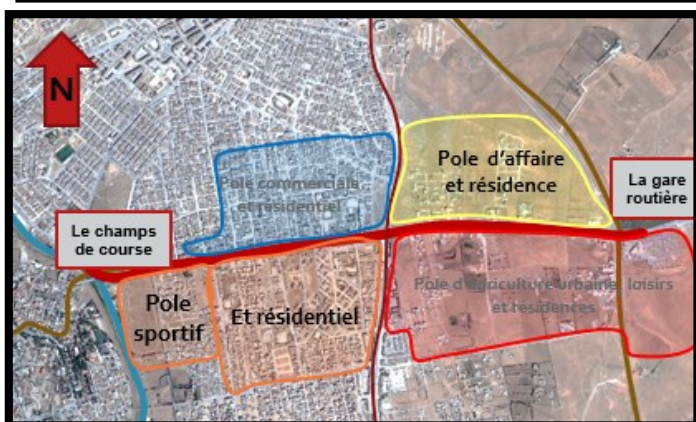 N
Pole commerciale
et résidentiel
Pole d'affaire
et résidence
La gare
routière
Le champs
de course
Pole
sportif
Et résidentiel
Pole d'agriculture urbaine, loisirs
et résidences